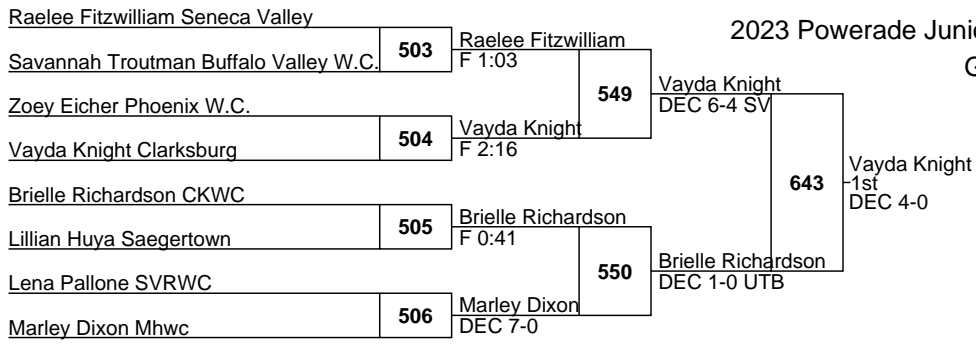 Raelee Fitzwilliam Seneca Valley
503
Savannah Troutman Buffalo Valley W.C.
Zoey Eicher Phoenix W.C.
504
Vayda Knight Clarksburg
Brielle Richardson CKWC
505
Lillian Huya Saegertown
Lena Pallone SVRWC
506
Marley Dixon Mhwc
Raelee Fitzwilliam
F 1:03
549
Vayda Knight
F 2:16
Brielle Richardson
F 0:41
550
Marley Dixon
DEC 7-0
Vayda Knight
DEC 6-4 SV
643
Brielle Richardson
DEC 1-0 UTB
Vayda Knight
1st
DEC 4-0
2023 Powerade